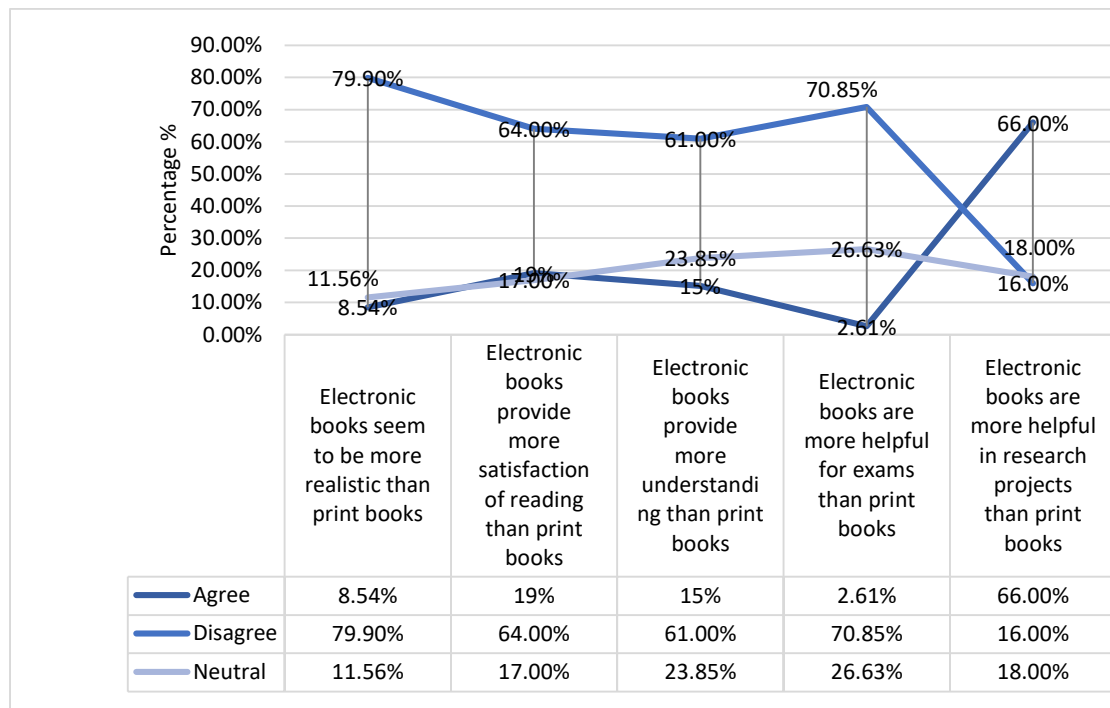 90.00%
80.00%
70.00%
60.00%
50.00%
40.00%
30.00%
20.00%
10.00%
0.00%
Percentage %
79.90%
64.00%
61.00%
70.85%
66.00%
11.56%
8.54%
19%
17.00%
23.85%
15%
26.63%
2.61%
18.00%
16.00%
Electronic
books seem
to be more
realistic than
print books
Electronic
books
provide
more
satisfaction
of reading
than print
books
Electronic
books
provide
more
understandi
ng than print
books
Electronic
books are
more helpful
for exams
than print
books
Electronic
books are
more helpful
in research
projects
than print
books
Agree 8.54% 19% 15% 2.61% 66.00%
Disagree 79.90% 64.00% 61.00% 70.85% 16.00%
Neutral 11.56% 17.00% 23.85% 26.63% 18.00%